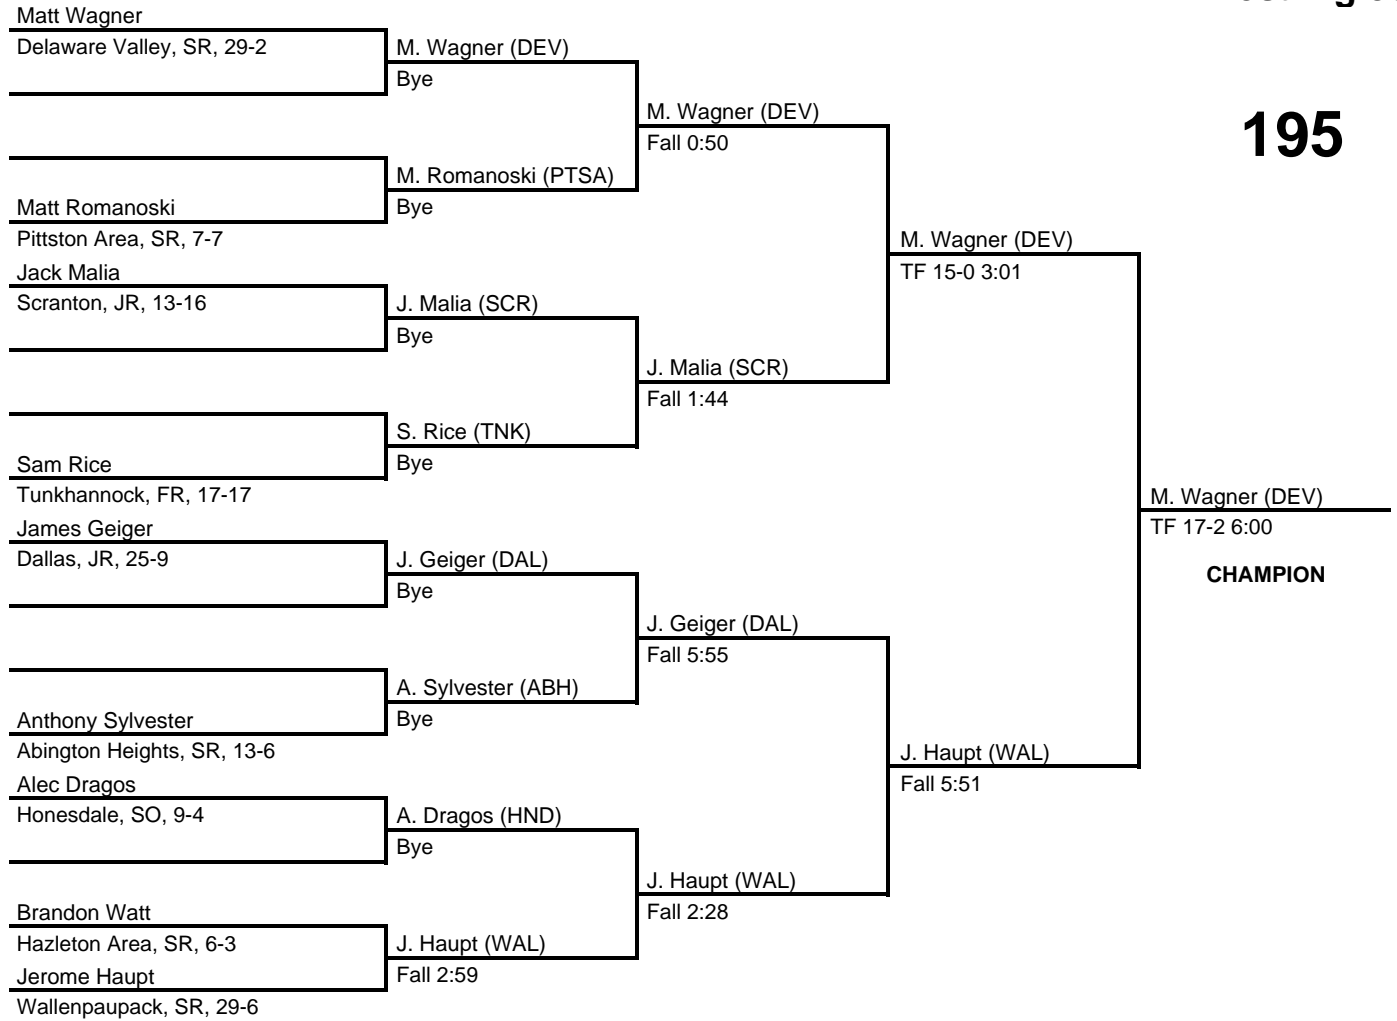 Matt Wagner
Delaware Valley, SR, 29-2
M. Wagner (DEV)
Bye
M. Wagner (DEV)
Fall 0:50
195
M. Romanoski (PTSA)
Bye
Matt Romanoski
Pittston Area, SR, 7-7
M. Wagner (DEV)
TF 15-0 3:01
Jack Malia
Scranton, JR, 13-16
J. Malia (SCR)
Bye
J. Malia (SCR)
Fall 1:44
S. Rice (TNK)
Bye
Sam Rice
Tunkhannock, FR, 17-17
M. Wagner (DEV)
TF 17-2 6:00
CHAMPION
James Geiger
Dallas, JR, 25-9
J. Geiger (DAL)
Bye
J. Geiger (DAL)
Fall 5:55
A. Sylvester (ABH)
Bye
Anthony Sylvester
Abington Heights, SR, 13-6
J. Haupt (WAL)
Fall 5:51
Alec Dragos
Honesdale, SO, 9-4
A. Dragos (HND)
Bye
J. Haupt (WAL)
Fall 2:28
Brandon Watt
Hazleton Area, SR, 6-3
J. Haupt (WAL)
Fall 2:59
Jerome Haupt
Wallenpaupack, SR, 29-6